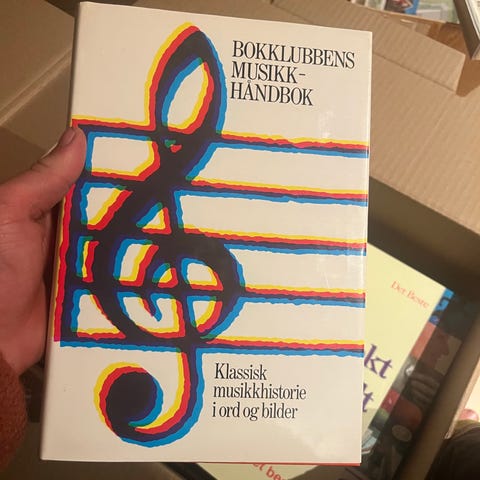 BOKKLUBBENS
MUSIKK-
HÅNDBOK
Klassisk
musikkhistorie
i ord og bilder
Det Beste